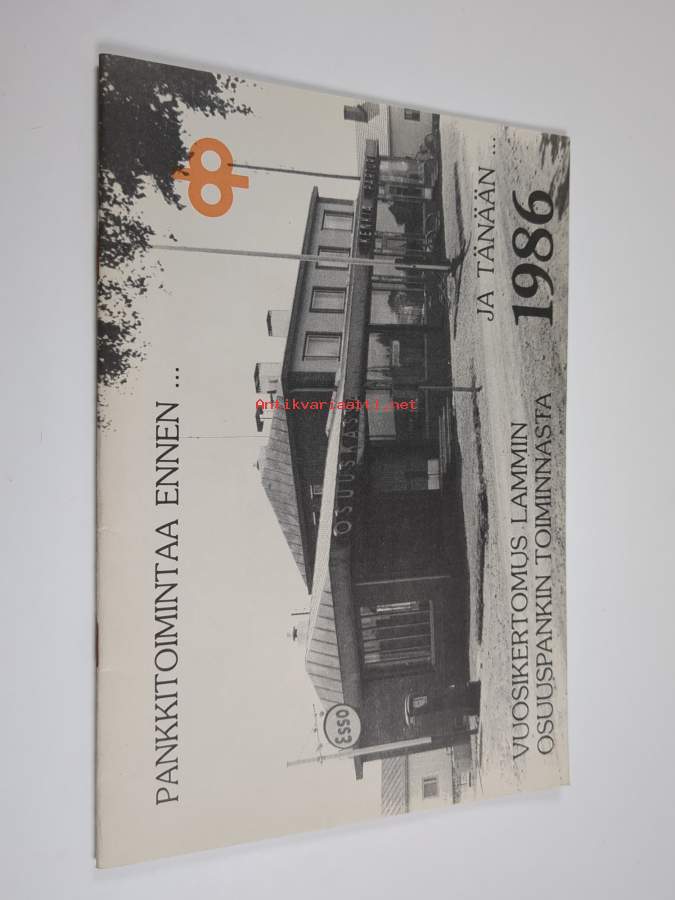 PANKKITOIMINTAA ENNEN ...
OSUUSKASSA
ESSO
JA TÄNÄÄN ...
VUOSIKERTOMUS LAMMIN
OSUUSPANKIN TOIMINNASTA
1986
Antikvariaatti.net